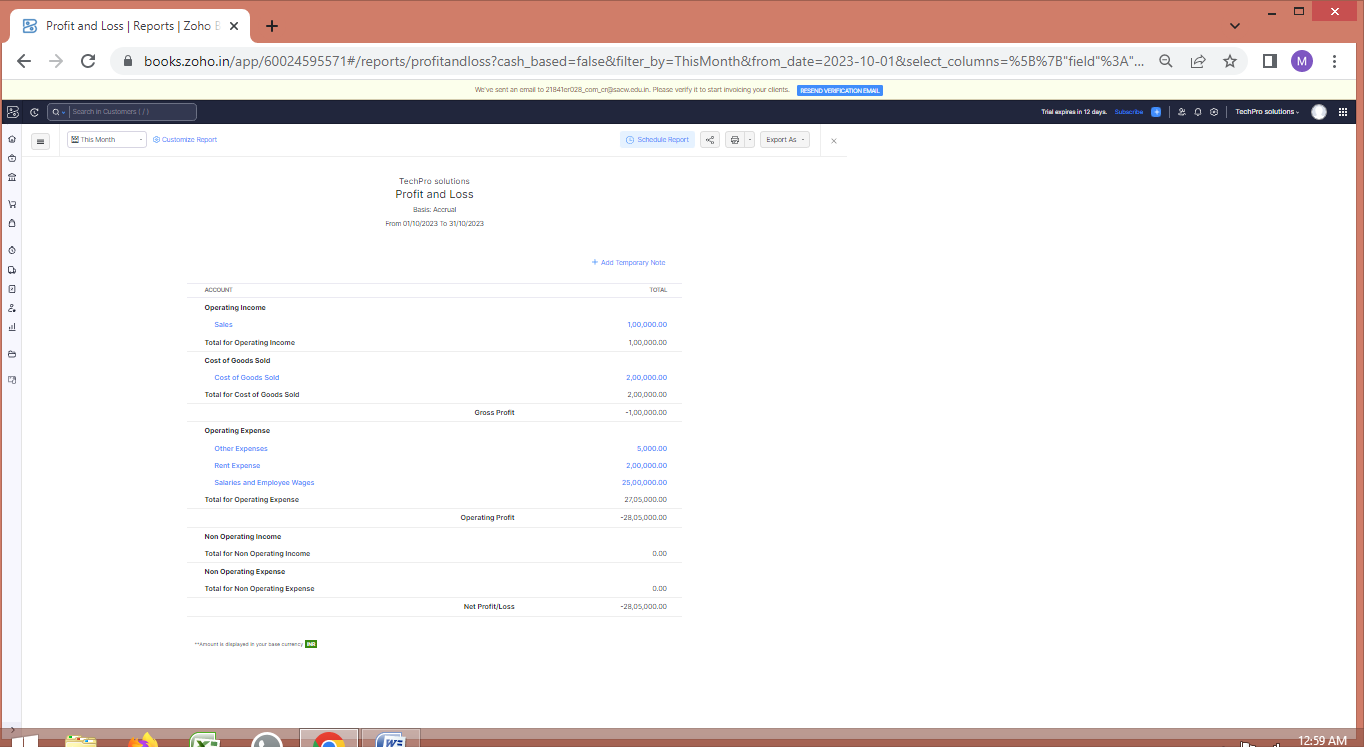 Profit and Loss | Reports | Zoho B
books.zoho.in/app/60024595571#/reports/profitandloss?cash_based=false&filter_by=ThisMonth&from_date=2023-10-01&select_columns=%5B%7B"field"%3A"...
M
We've sent an email to 21841er028_com_cr@sacw.edu.in. Please verify it to start invoicing your clients. RESEND VERIFICATION EMAIL
Search in Customers ( / ) Trial expires in 12 days. Subscribe TechPro solutions
This Month Customize Report Schedule Report Export As
TechPro solutions
Profit and Loss
Basis: Accrual
From 01/10/2023 To 31/10/2023
+ Add Temporary Note
ACCOUNT TOTAL
Operating Income
Sales 1,00,000.00
Total for Operating Income 1,00,000.00
Cost of Goods Sold
Cost of Goods Sold 2,00,000.00
Total for Cost of Goods Sold 2,00,000.00
Gross Profit -1,00,000.00
Operating Expense
Other Expenses 5,000.00
Rent Expense 2,00,000.00
Salaries and Employee Wages 25,00,000.00
Total for Operating Expense 27,05,000.00
Operating Profit -28,05,000.00
Non Operating Income
Total for Non Operating Income 0.00
Non Operating Expense
Total for Non Operating Expense 0.00
Net Profit/Loss -28,05,000.00
**Amount is displayed in your base currency INR
12:59 AM